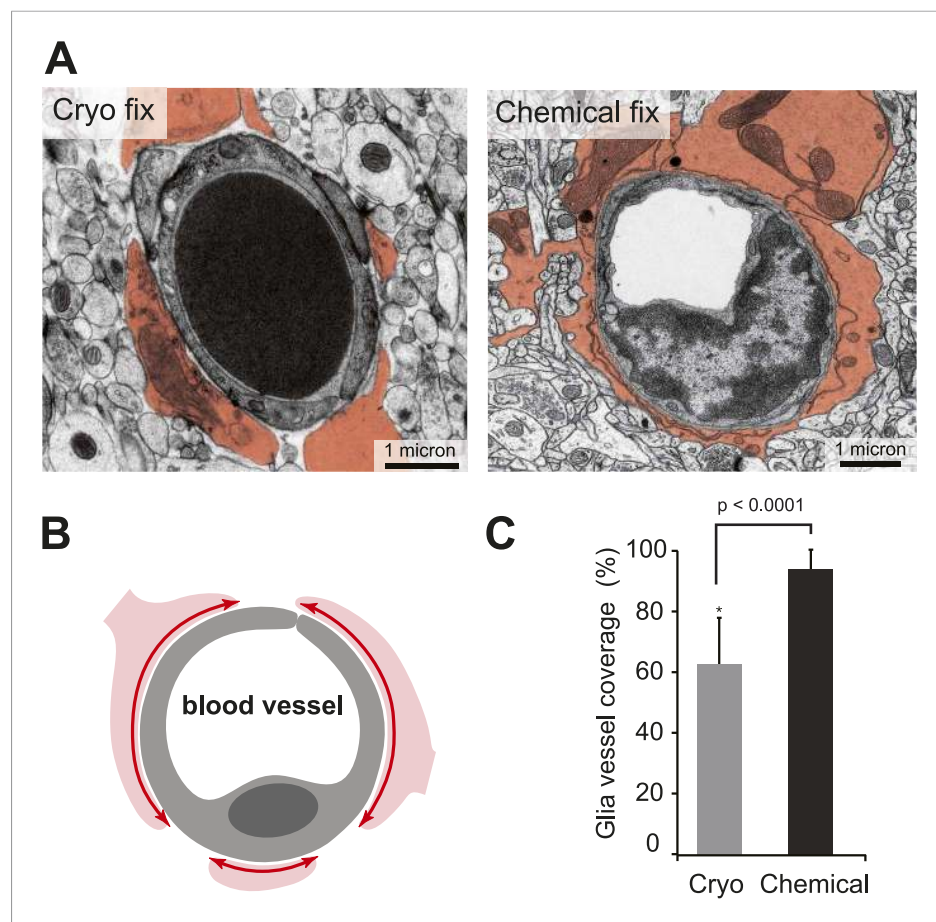 A
Cryo fix
1 micron
Chemical fix
1 micron
B
blood vessel
C
p < 0.0001
Glia vessel coverage (%)
100
80
60
40
20
0
*
Cryo
Chemical